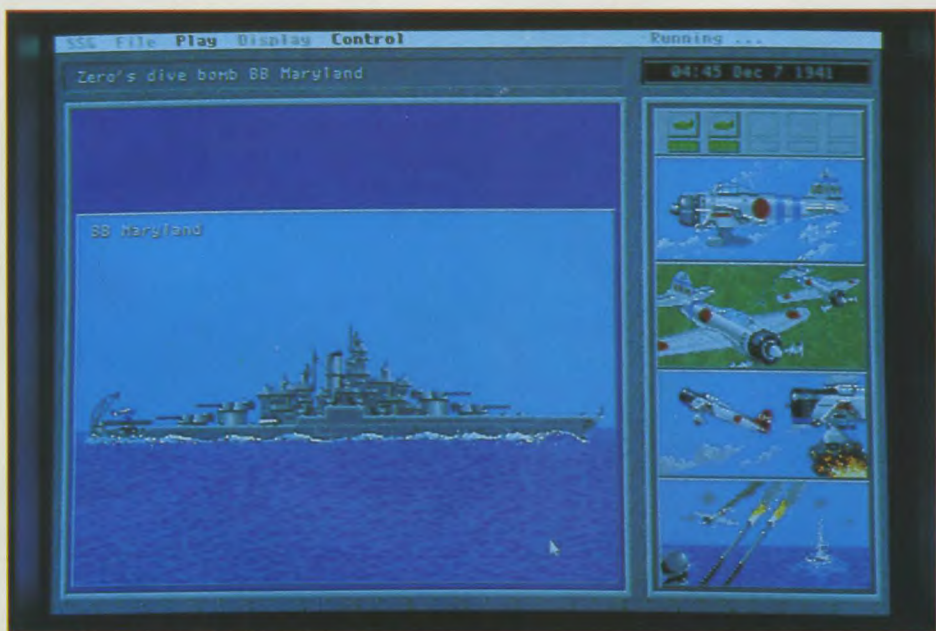 SSG File Play Display Control Running ...
Zero's dive bomb BB Maryland
04:45 Dec 7 1941
BB Maryland